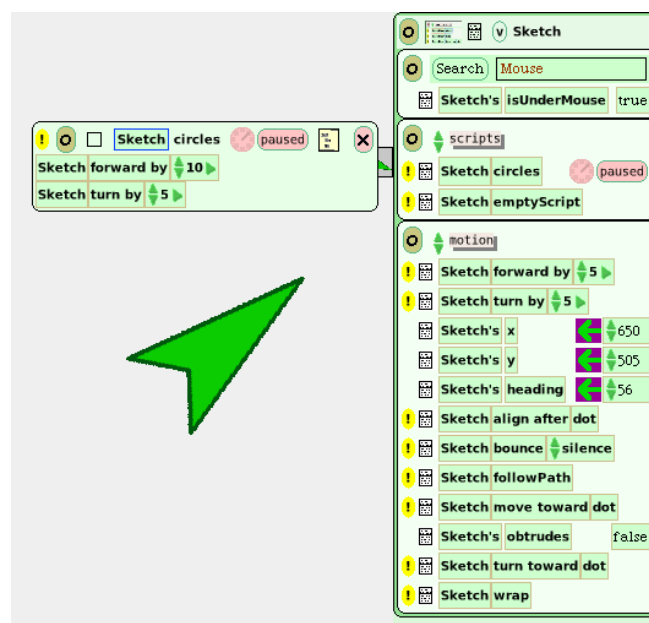 Sketch circles paused
Sketch forward by 10
Sketch turn by 5
v Sketch
Search Mouse
Sketch's isUnderMouse true
scripts
! Sketch circles paused
! Sketch emptyScript
motion
! Sketch forward by 5
! Sketch turn by 5
Sketch's x 650
Sketch's y 505
Sketch's heading 56
! Sketch align after dot
! Sketch bounce silence
! Sketch followPath
! Sketch move toward dot
Sketch's obtrudes false
! Sketch turn toward dot
! Sketch wrap